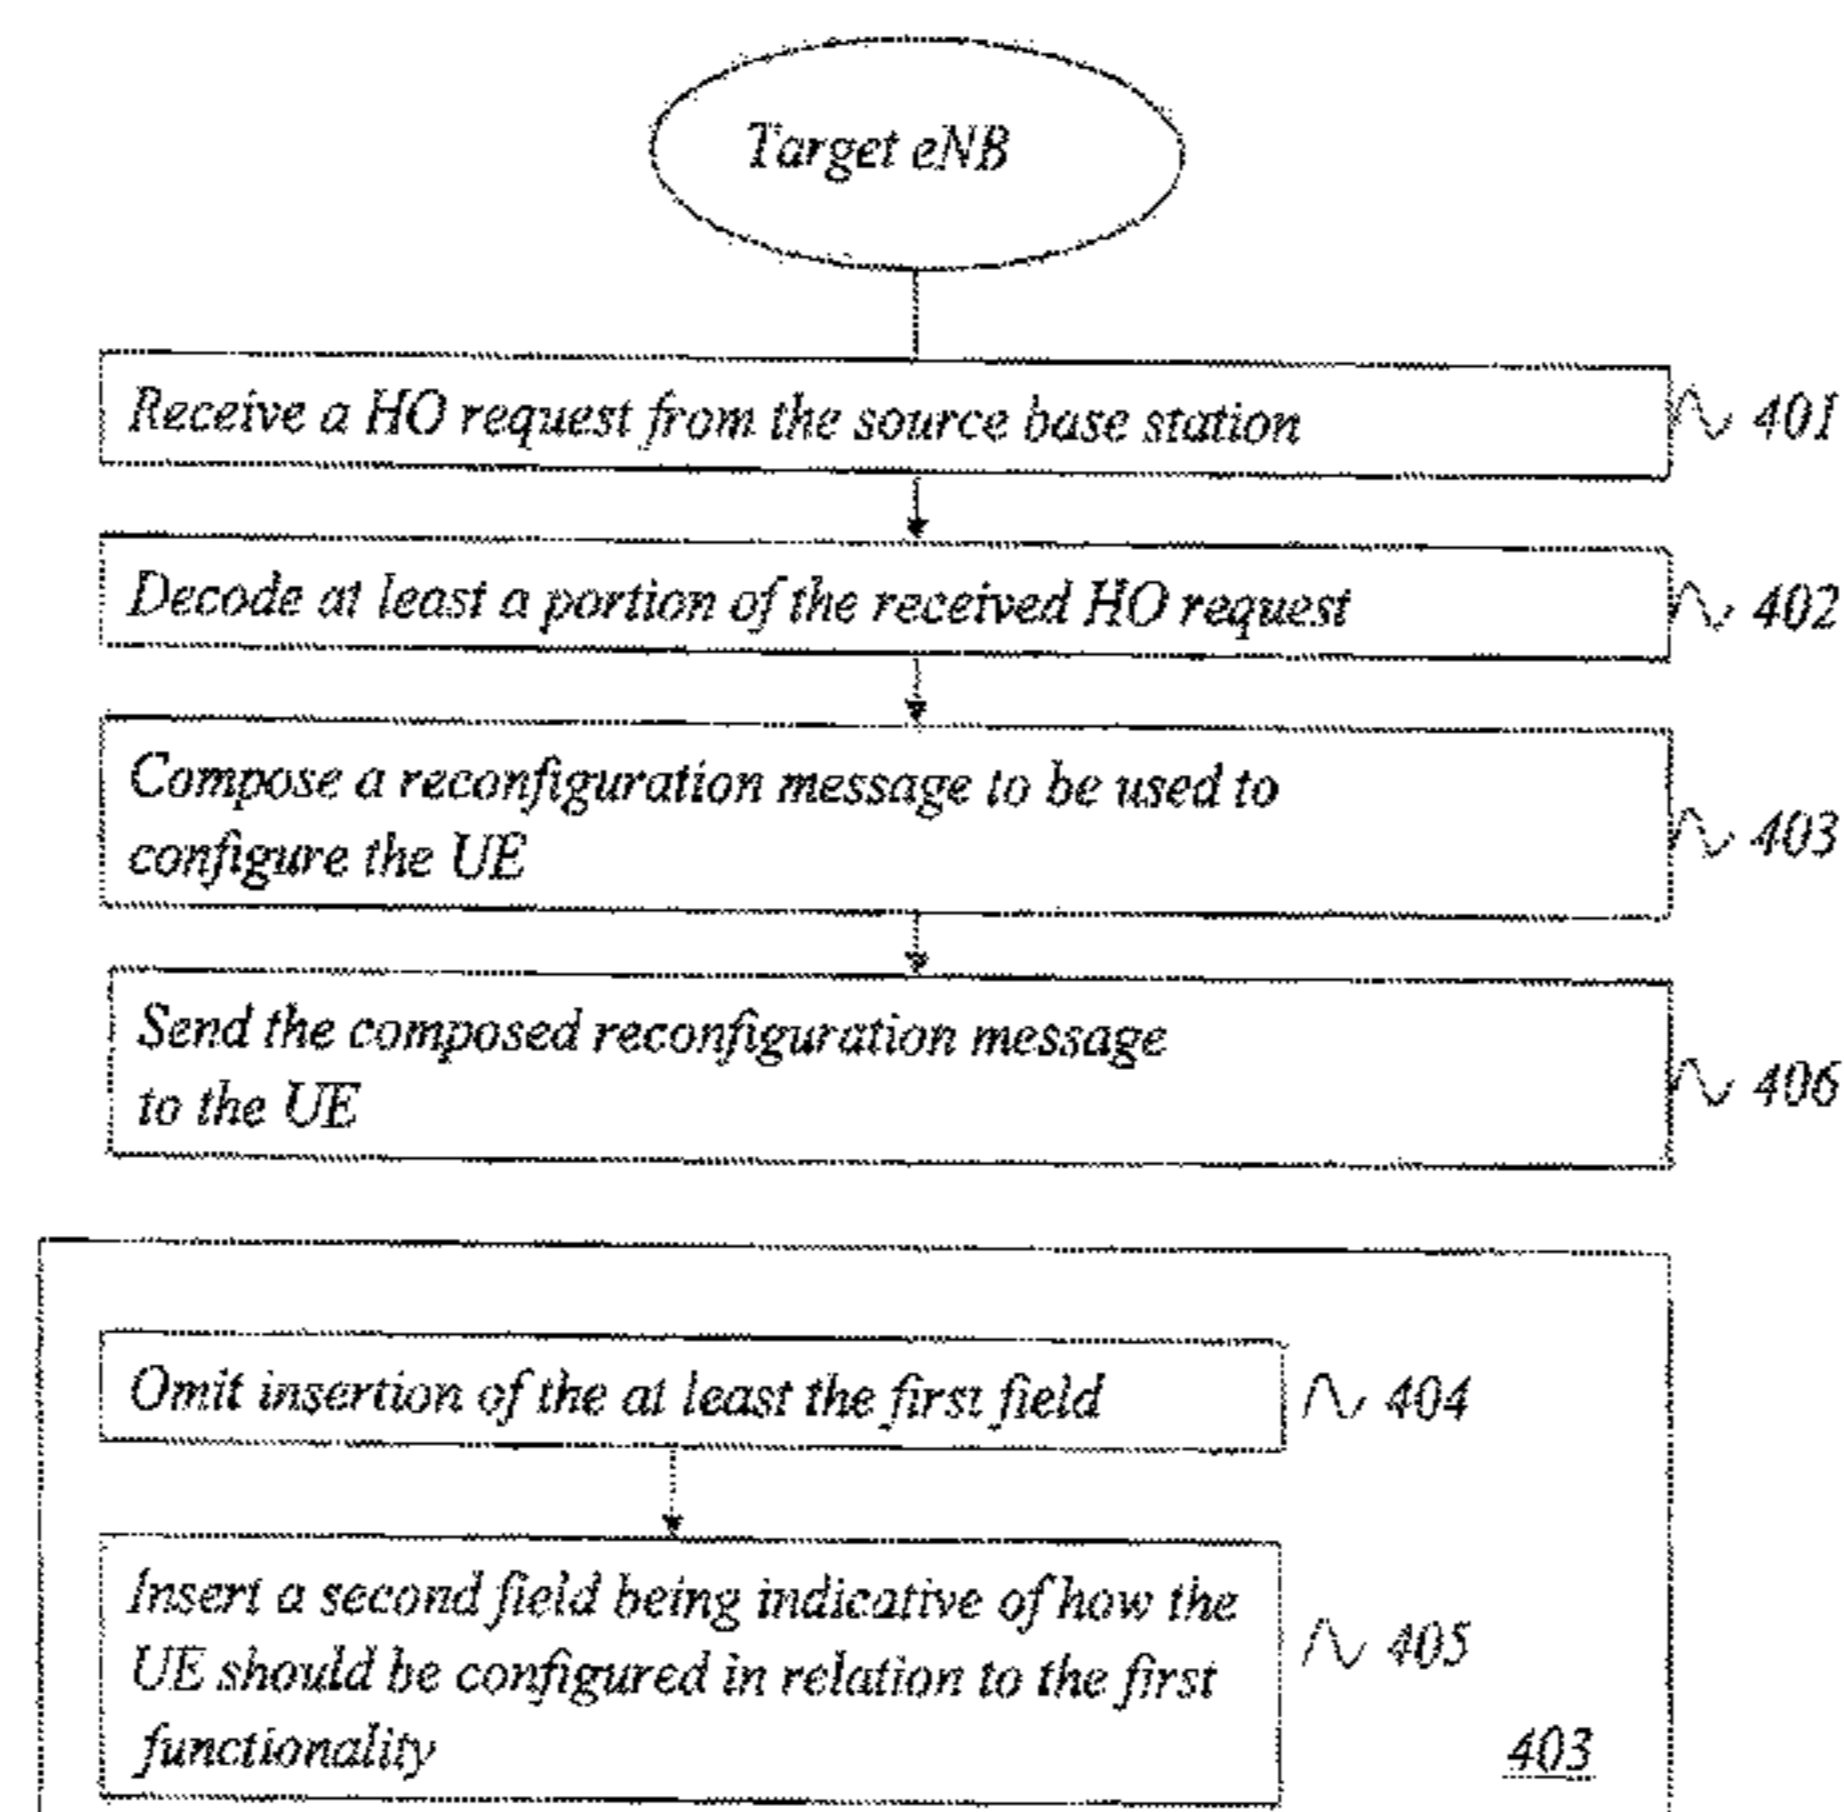 Target eNB
Receive a HO request from the source base station
401
Decode at least a portion of the received HO request
402
Compose a reconfiguration message to be used to
configure the UE
403
Send the composed reconfiguration message
to the UE
406
Omit insertion of the at least the first field
404
Insert a second field being indicative of how the
UE should be configured in relation to the first
functionality
405
403